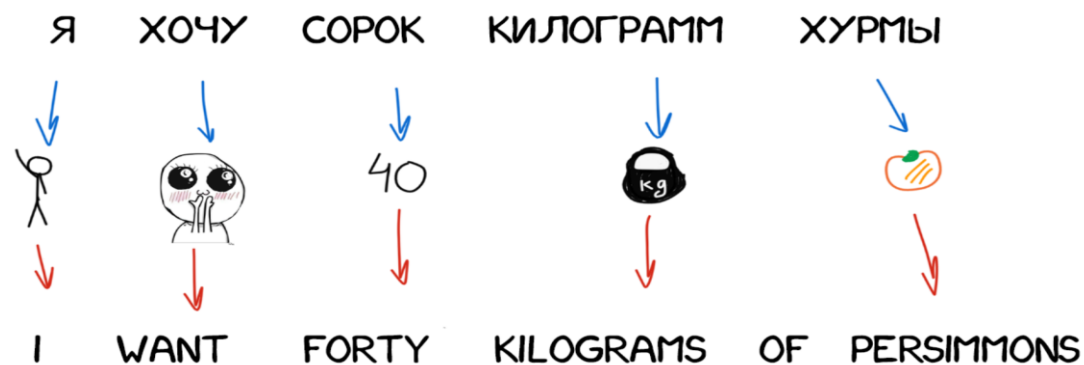 Я ХОЧУ СОРОК КИЛОГРАММ ХУРМЫ
40
kg
I WANT FORTY KILOGRAMS OF PERSIMMONS